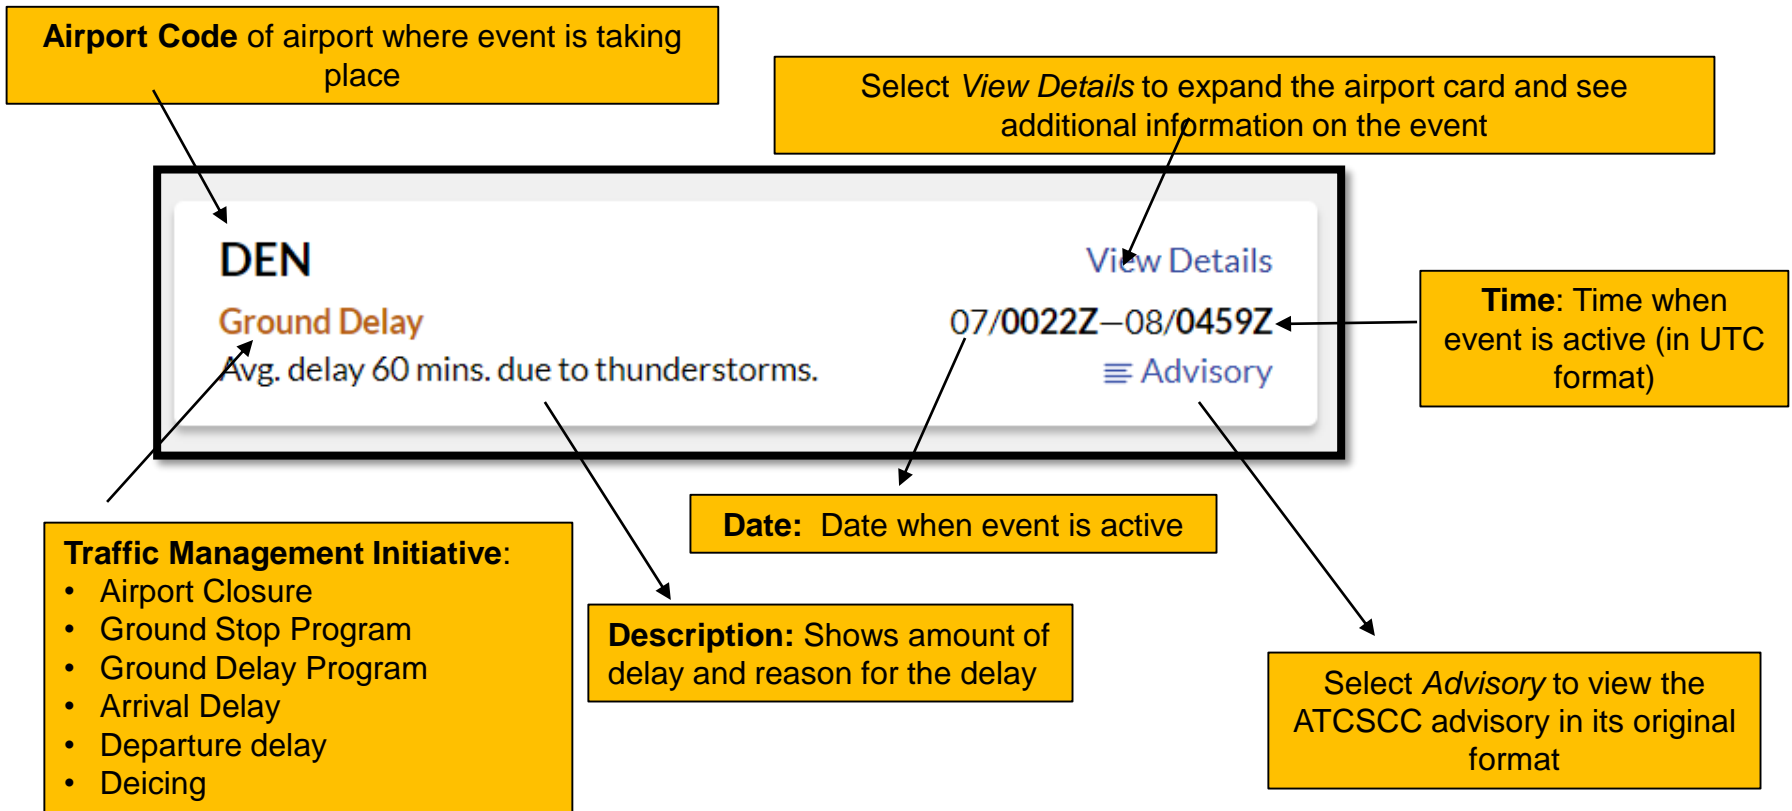 Airport Code of airport where event is taking
place
Select View Details to expand the airport card and see
additional information on the event
DEN
View Details
Ground Delay
07/0022Z—08/0459Z
Avg. delay 60 mins. due to thunderstorms.
Advisory
Time: Time when
event is active (in UTC
format)
Date: Date when event is active
Traffic Management Initiative:
• Airport Closure
• Ground Stop Program
• Ground Delay Program
• Arrival Delay
• Departure delay
• Deicing
Description: Shows amount of
delay and reason for the delay
Select Advisory to view the
ATCSCC advisory in its original
format